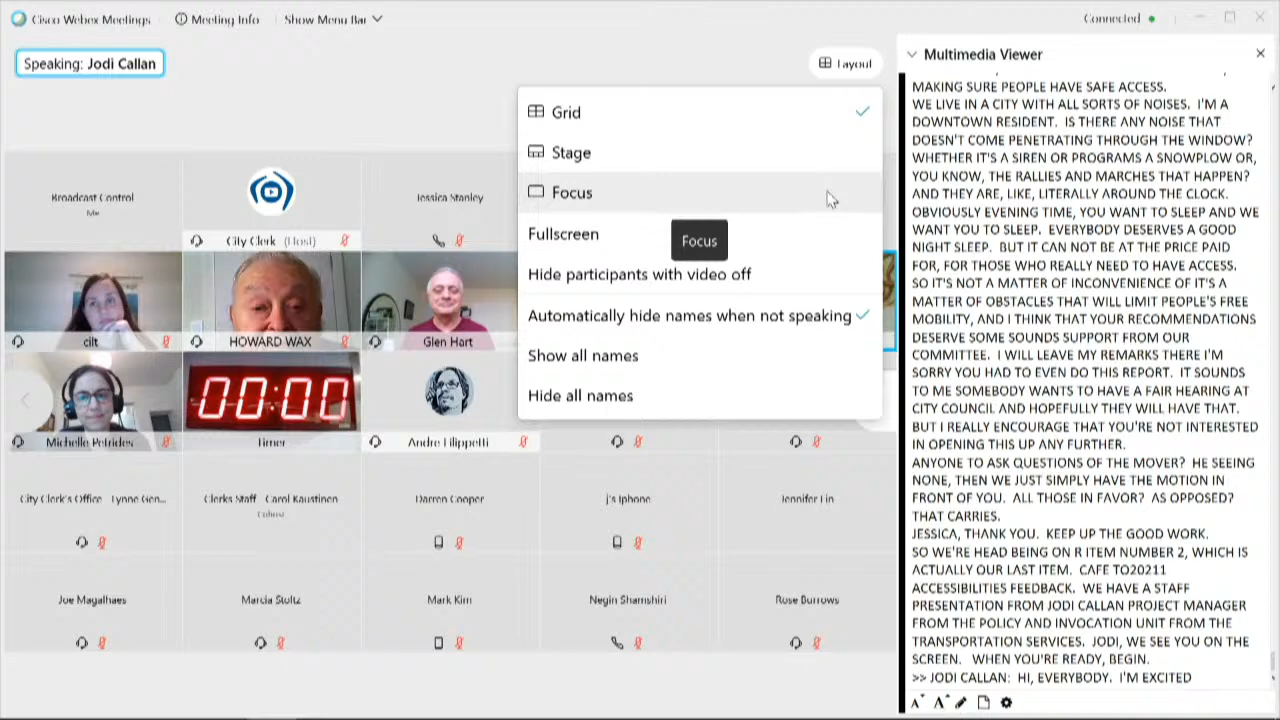 Cisco Webex Meetings
Meeting Info
Show Menu Bar
Connected
Speaking: Jodi Callan
Layout
Grid
Stage
Focus
Fullscreen
Focus
Hide participants with video off
Automatically hide names when not speaking
Show all names
Hide all names
Broadcast Control
Me
City Clerk (Host)
Jessica Stanley
cilt
HOWARD WAX
Glen Hart
00:00
Michelle Petrides
Timer
Andre Filippetti
City Clerk's Office Lynne Gen...
Clerks Staff Carol Kaustinen
Cohost
Darren Cooper
j's Iphone
Jennifer Lin
Joe Magalhaes
Marcia Stoltz
Mark Kim
Negin Shamshiri
Rose Burrows
Multimedia Viewer
MAKING SURE PEOPLE HAVE SAFE ACCESS.
WE LIVE IN A CITY WITH ALL SORTS OF NOISES. I'M A
DOWNTOWN RESIDENT. IS THERE ANY NOISE THAT
DOESN'T COME PENETRATING THROUGH THE WINDOW?
WHETHER IT'S A SIREN OR PROGRAMS A SNOWPLOW OR,
YOU KNOW, THE RALLIES AND MARCHES THAT HAPPEN?
AND THEY ARE, LIKE, LITERALLY AROUND THE CLOCK.
OBVIOUSLY EVENING TIME, YOU WANT TO SLEEP AND WE
WANT YOU TO SLEEP. EVERYBODY DESERVES A GOOD
NIGHT SLEEP. BUT IT CAN NOT BE AT THE PRICE PAID
FOR, FOR THOSE WHO REALLY NEED TO HAVE ACCESS.
SO IT'S NOT A MATTER OF INCONVENIENCE OF IT'S A
MATTER OF OBSTACLES THAT WILL LIMIT PEOPLE'S FREE
MOBILITY, AND I THINK THAT YOUR RECOMMENDATIONS
DESERVE SOME SOUNDS SUPPORT FROM OUR
COMMITTEE. I WILL LEAVE MY REMARKS THERE I'M
SORRY YOU HAD TO EVEN DO THIS REPORT. IT SOUNDS
TO ME SOMEBODY WANTS TO HAVE A FAIR HEARING AT
CITY COUNCIL AND HOPEFULLY THEY WILL HAVE THAT.
BUT I REALLY ENCOURAGE THAT YOU'RE NOT INTERESTED
IN OPENING THIS UP ANY FURTHER.
ANYONE TO ASK QUESTIONS OF THE MOVER? HE SEEING
NONE, THEN WE JUST SIMPLY HAVE THE MOTION IN
FRONT OF YOU. ALL THOSE IN FAVOR? AS OPPOSED?
THAT CARRIES.
JESSICA, THANK YOU. KEEP UP THE GOOD WORK.
SO WE'RE HEAD BEING ON R ITEM NUMBER 2, WHICH IS
ACTUALLY OUR LAST ITEM. CAFE TO20211
ACCESSIBILITIES FEEDBACK. WE HAVE A STAFF
PRESENTATION FROM JODI CALLAN PROJECT MANAGER
FROM THE POLICY AND INVOCATION UNIT FROM THE
TRANSPORTATION SERVICES. JODI, WE SEE YOU ON THE
SCREEN. WHEN YOU'RE READY, BEGIN.
>> JODI CALLAN: HI, EVERYBODY. I'M EXCITED